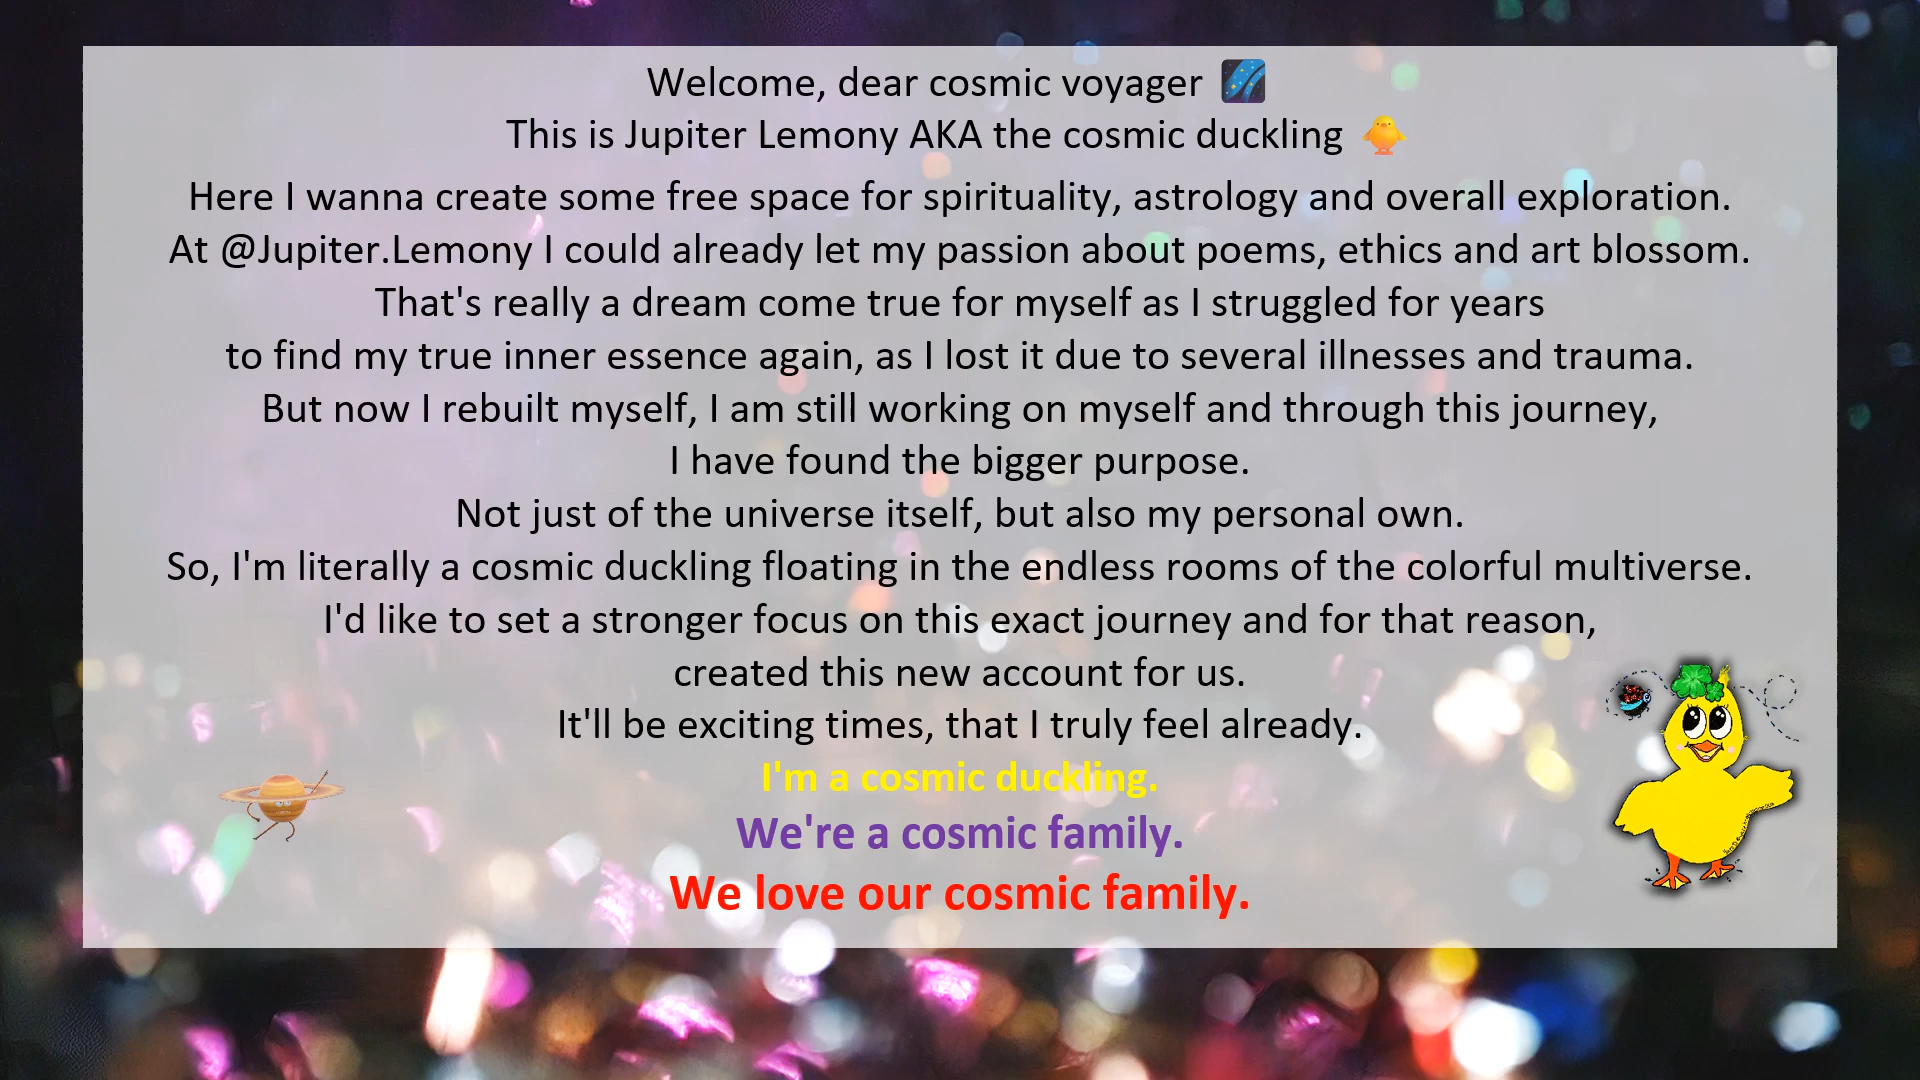 Welcome, dear cosmic voyager 🌌
This is Jupiter Lemony AKA the cosmic duckling 🐥
Here I wanna create some free space for spirituality, astrology and overall exploration.
At @Jupiter.Lemony I could already let my passion about poems, ethics and art blossom.
That's really a dream come true for myself as I struggled for years
to find my true inner essence again, as I lost it due to several illnesses and trauma.
But now I rebuilt myself, I am still working on myself and through this journey,
I have found the bigger purpose.
Not just of the universe itself, but also my personal own.
So, I'm literally a cosmic duckling floating in the endless rooms of the colorful multiverse.
I'd like to set a stronger focus on this exact journey and for that reason,
created this new account for us.
It'll be exciting times, that I truly feel already.
I'm a cosmic duckling.
We're a cosmic family.
We love our cosmic family.